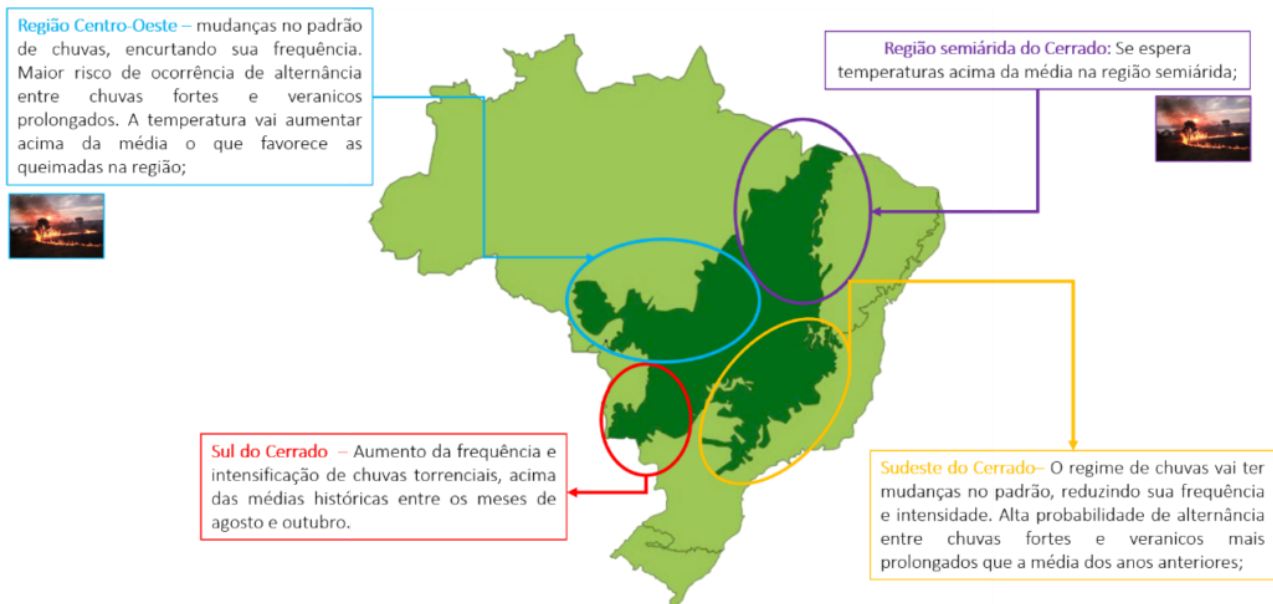 Região Centro-Oeste – mudanças no padrão
de chuvas, encurtando sua frequência.
Maior risco de ocorrência de alternância
entre chuvas fortes e veranicos
prolongados. A temperatura vai aumentar
acima da média o que favorece as
queimadas na região;
Região semiárida do Cerrado: Se espera
temperaturas acima da média na região semiárida;
Sul do Cerrado – Aumento da frequência e
intensificação de chuvas torrenciais, acima
das médias históricas entre os meses de
agosto e outubro.
Sudeste do Cerrado– O regime de chuvas vai ter
mudanças no padrão, reduzindo sua frequência
e intensidade. Alta probabilidade de alternância
entre chuvas fortes e veranicos mais
prolongados que a média dos anos anteriores;